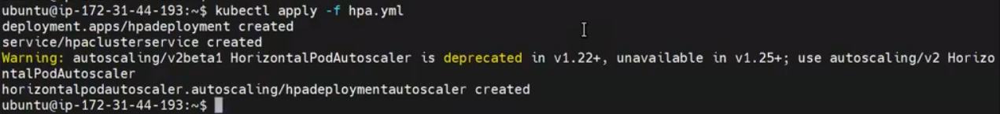 ubuntu@ip-172-31-44-193:~$ kubectl apply -f hpa.yml
deployment.apps/hpadeployment created
service/hpaclusterservice created
Warning: autoscaling/v2beta1 HorizontalPodAutoscaler is deprecated in v1.22+, unavailable in v1.25+; use autoscaling/v2 Horizo
ntalPodAutoscaler
horizontalpodautoscaler.autoscaling/hpadeploymentautoscaler created
ubuntu@ip-172-31-44-193:~$